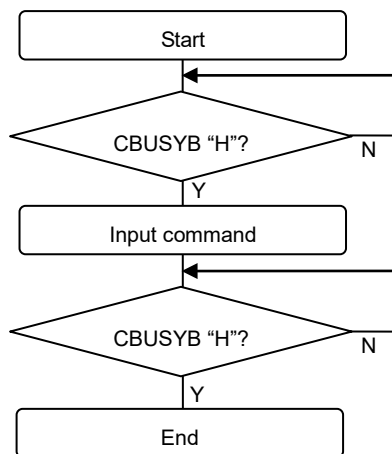 Start
CBUSYB “H”?
N
Y
Input command
CBUSYB “H”?
N
Y
End